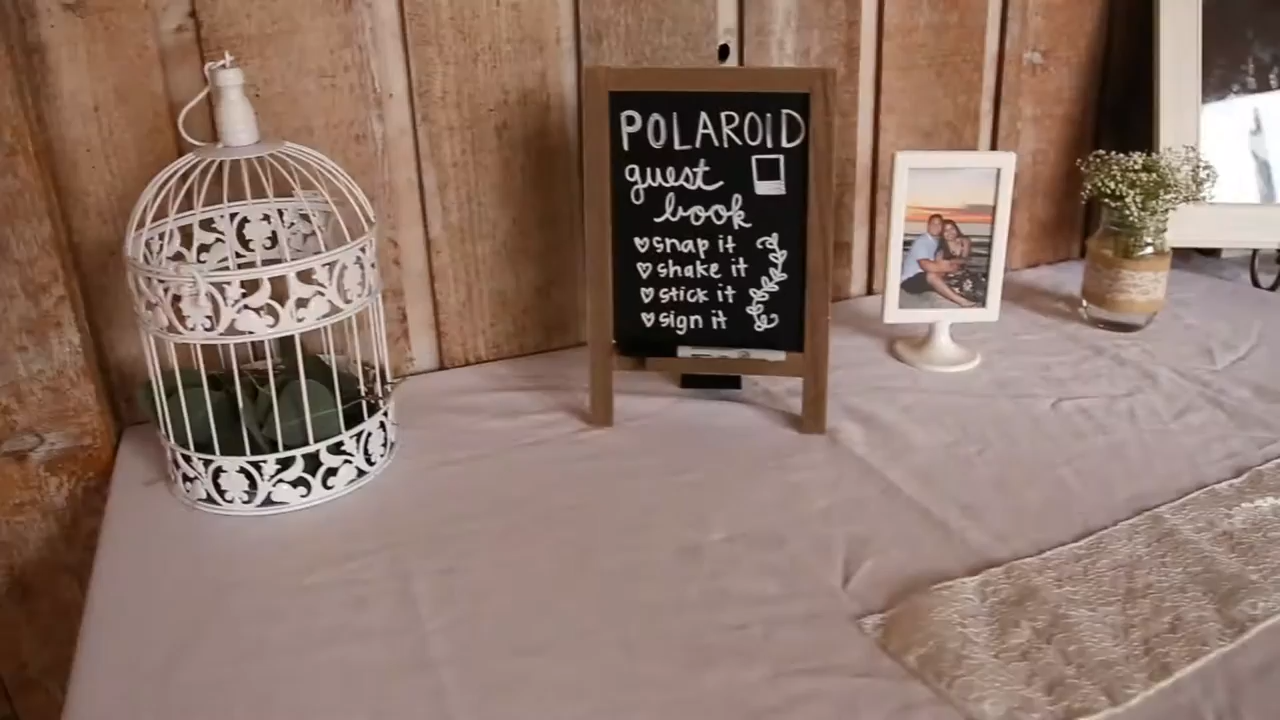 POLAROID
guest
book
snap it
shake it
stick it
sign it